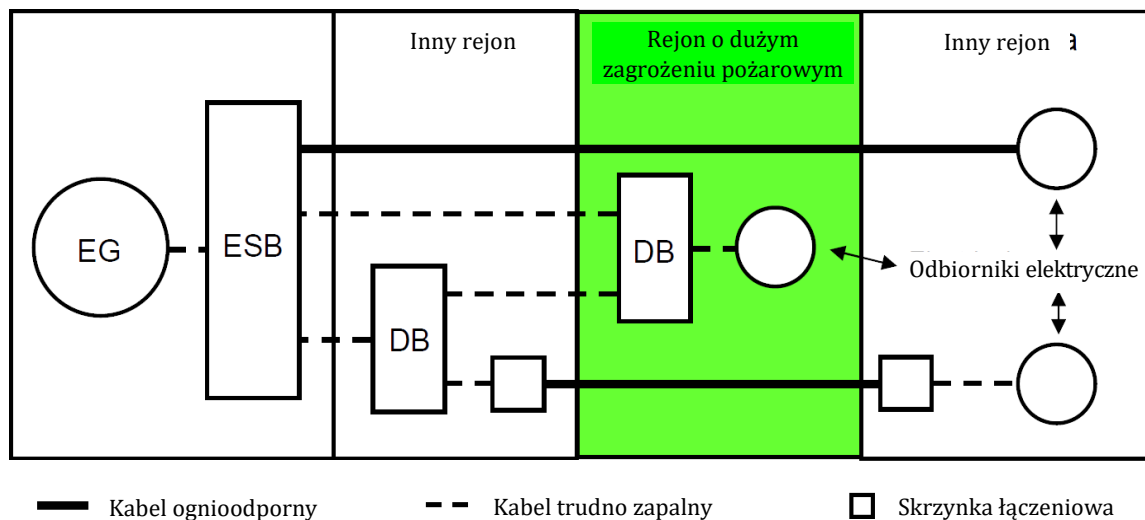 Inny rejon
Rejon o dużym
zagrożeniu pożarowym
Inny rejon a
EG
ESB
DB
DB
Odbiorniki elektryczne
Kabel ognioodporny
Kabel trudno zapalny
Skrzynka łączeniowa